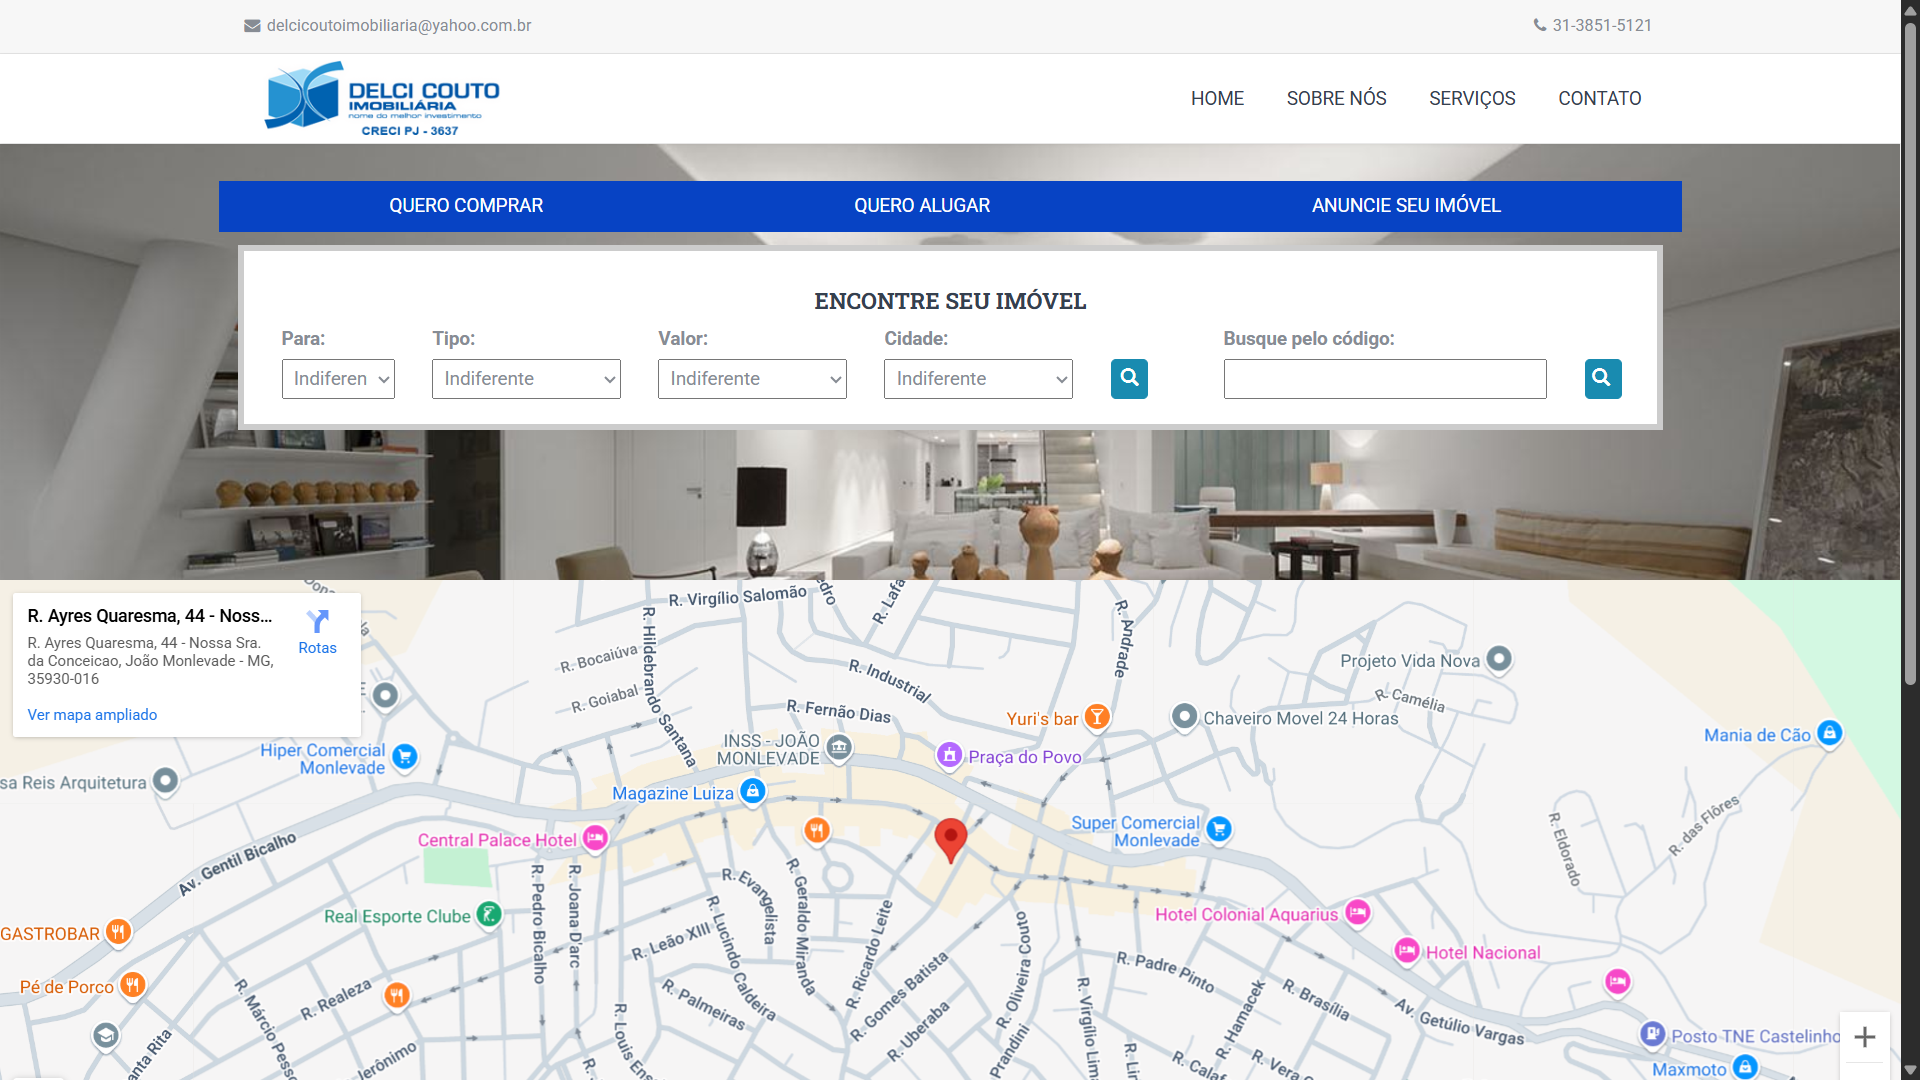 delcicoutoimobiliaria@yahoo.com.br
31-3851-5121
DELCI COUTO
IMOBILIÁRIA
nome do melhor investimento
CRECI PJ - 3637
HOME
SOBRE NÓS
SERVIÇOS
CONTATO
QUERO COMPRAR
QUERO ALUGAR
ANUNCIE SEU IMÓVEL
ENCONTRE SEU IMÓVEL
Para:
Tipo:
Valor:
Cidade:
Busque pelo código:
Indiferen
Indiferente
Indiferente
Indiferente
R. Ayres Quaresma, 44 - Noss...
R. Ayres Quaresma, 44 - Nossa Sra.
da Conceicao, João Monlevade - MG,
35930-016
Rotas
Ver mapa ampliado
R. Virgílio Salomão
R. Lafa
R. Andrade
R. Hildebrando Santana
R. Bocaiúva
R. Goiabal
R. Industrial
R. Fernão Dias
Projeto Vida Nova
R. Camélia
Yuri's bar
Chaveiro Movel 24 Horas
Mania de Cão
INSS - JOÃO
MONLEVADE
Praça do Povo
Hiper Comercial
Monlevade
sa Reis Arquitetura
Magazine Luiza
Central Palace Hotel
Super Comercial
Monlevade
R. das Flôres
R. Eldorado
Av. Gentil Bicalho
R. Pedro Bicalho
R. Joana D'arc
R. Evangelista
R. Geraldo Miranda
R. Ricardo Leite
Real Esporte Clube
R. Leão XIII
R. Lucindo Caldeira
Hotel Colonial Aquarius
Hotel Nacional
GASTROBAR
Pé de Porco
R. Realeza
R. Márcio Pesso
R. Palmeiras
R. Gomes Batista
R. Uberaba
R. Oliveira Conouto
R. Padre Pinto
R. Hamacek
R. Brasília
Av. Getúlio Vargas
R. Virgílio Lima
R. Louis Ens
anta Rita
Jerônimo
Prandini
R. Lin
R. Calaf
R. Vera C
Posto TNE Castelinho
Maxmoto